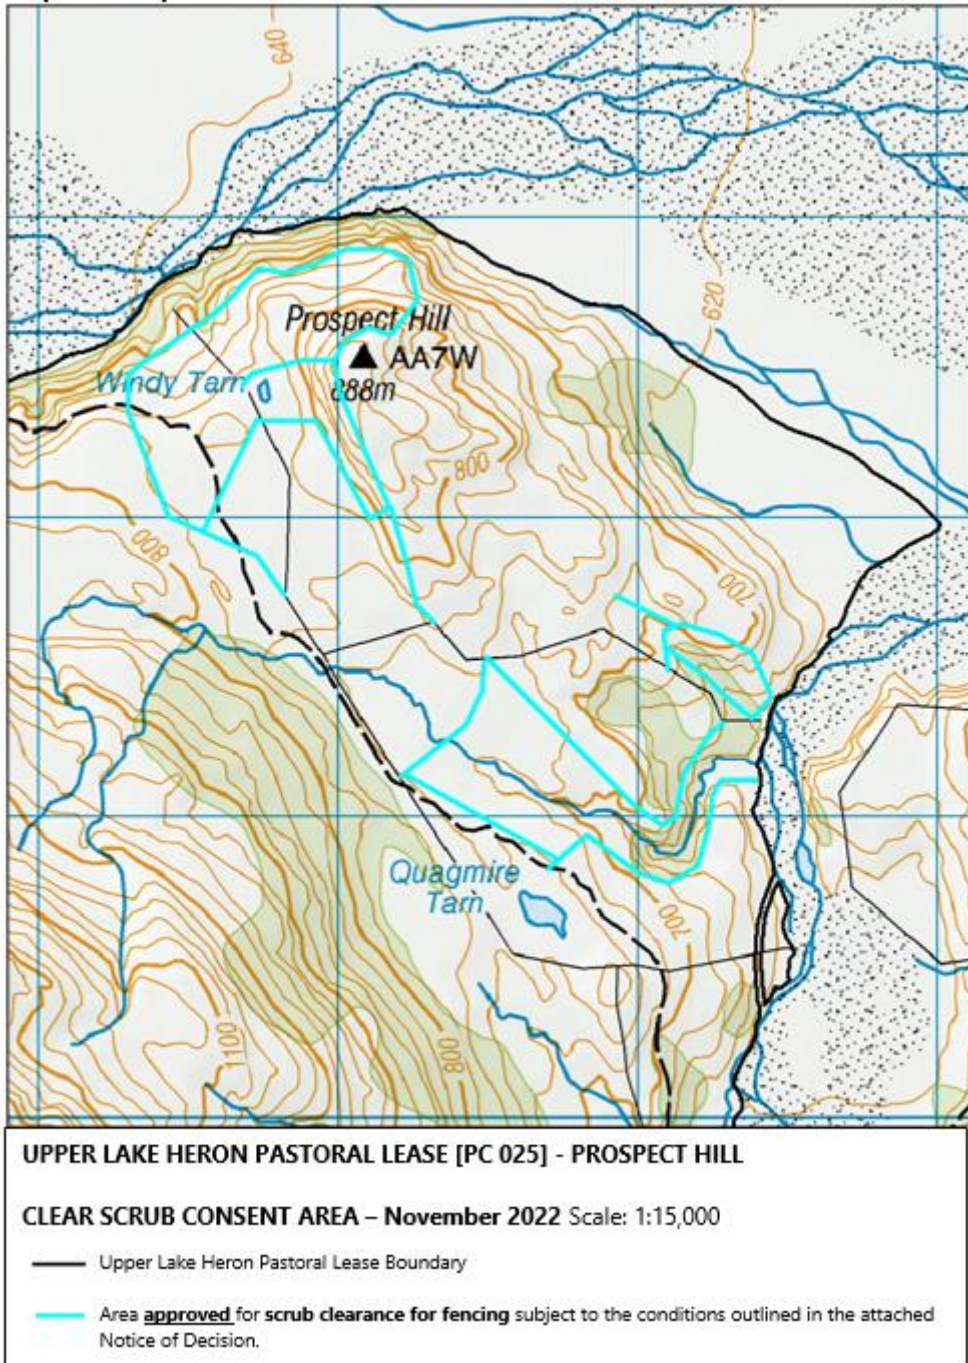 640
620
Prospect Hill
AA7W
888m
Windy Tarn
800
800
700
Quagmire
Tarn
700
1100
800
UPPER LAKE HERON PASTORAL LEASE [PC 025] - PROSPECT HILL
CLEAR SCRUB CONSENT AREA – November 2022 Scale: 1:15,000
Upper Lake Heron Pastoral Lease Boundary
Area approved for scrub clearance for fencing subject to the conditions outlined in the attached
Notice of Decision.